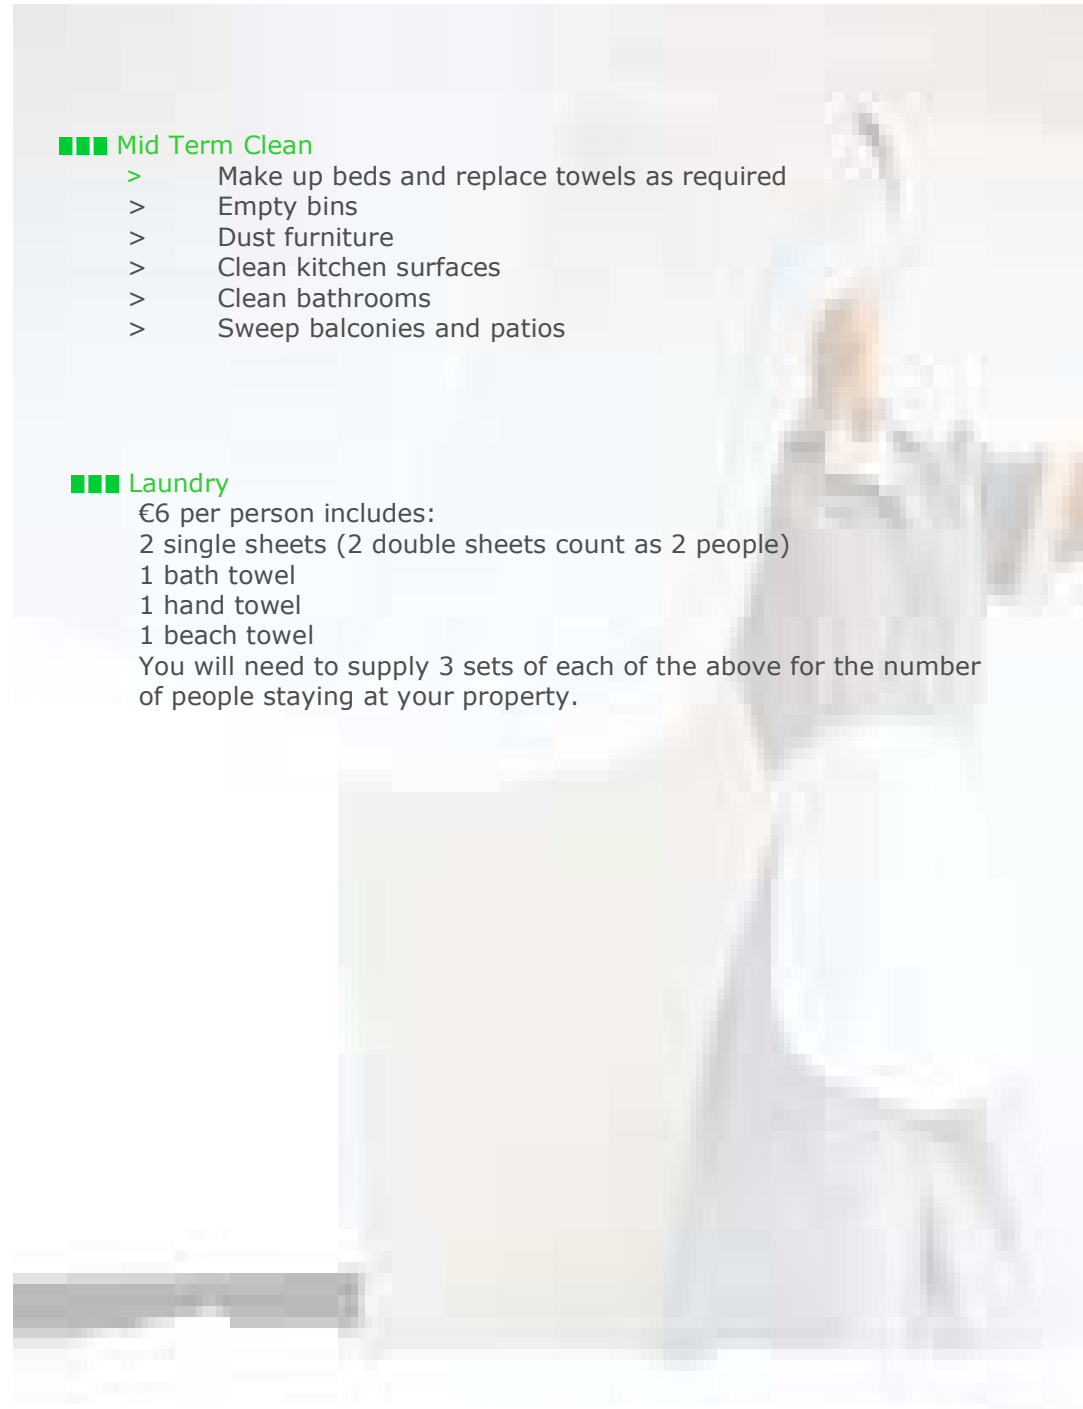 Mid Term Clean
> Make up beds and replace towels as required
> Empty bins
> Dust furniture
> Clean kitchen surfaces
> Clean bathrooms
> Sweep balconies and patios
Laundry
€6 per person includes:
2 single sheets (2 double sheets count as 2 people)
1 bath towel
1 hand towel
1 beach towel
You will need to supply 3 sets of each of the above for the number
of people staying at your property.